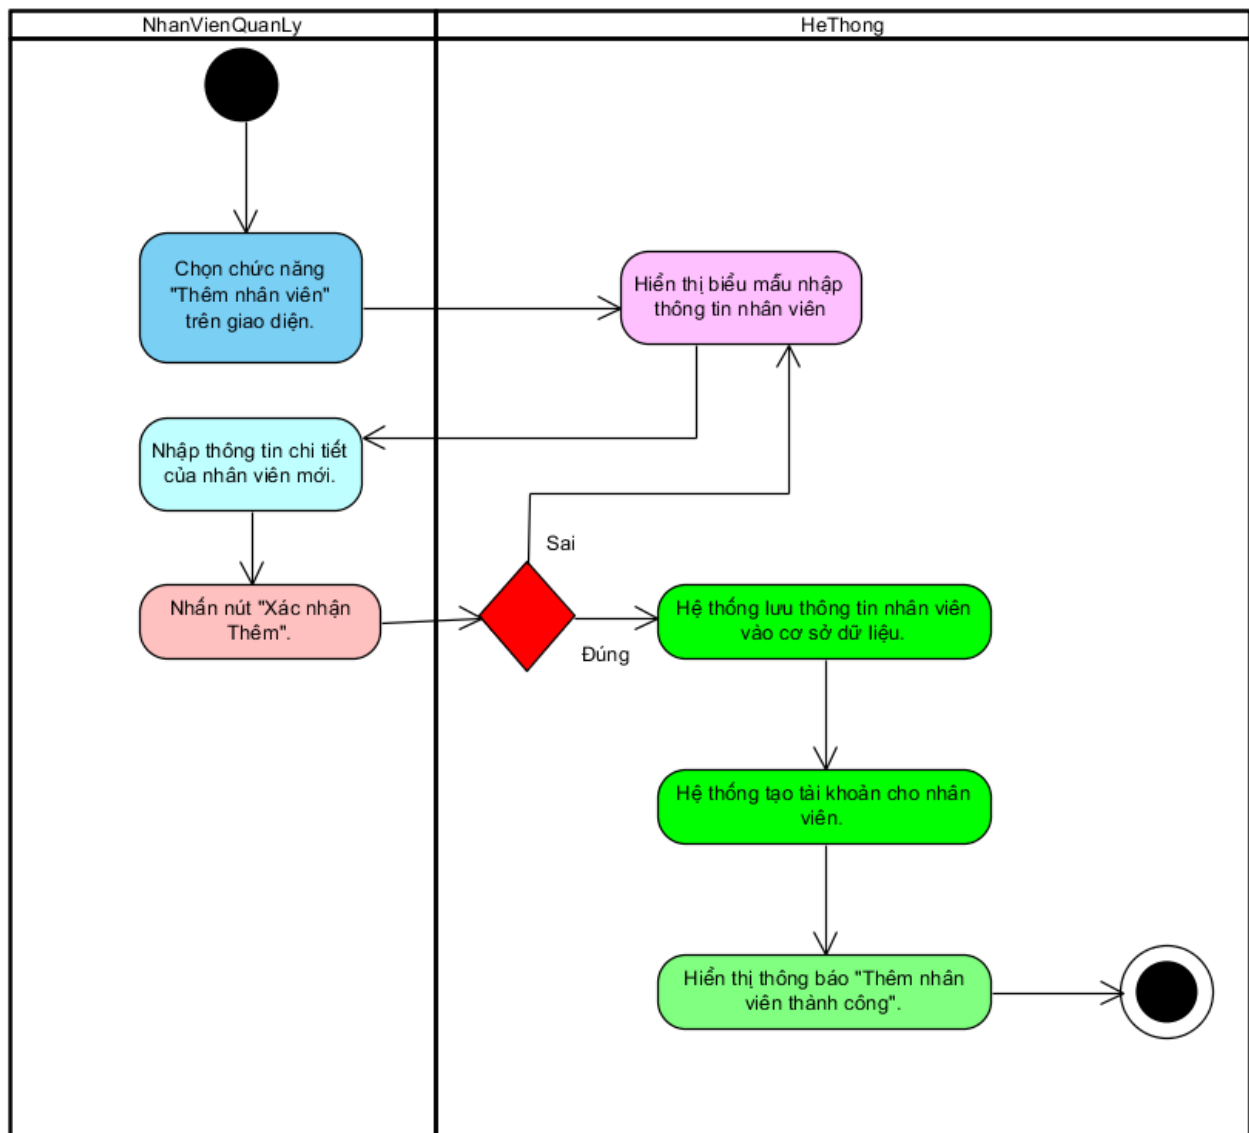 NhanVienQuanLy
HeThong
Chọn chức năng
"Thêm nhân viên"
trên giao diện.
Hiển thị biểu mẫu nhập
thông tin nhân viên
Nhập thông tin chi tiết
của nhân viên mới.
Sai
Nhấn nút "Xác nhận
Thêm".
Đúng
Hệ thống lưu thông tin nhân viên
vào cơ sở dữ liệu.
Hệ thống tạo tài khoản cho nhân
viên.
Hiển thị thông báo "Thêm nhân
viên thành công".